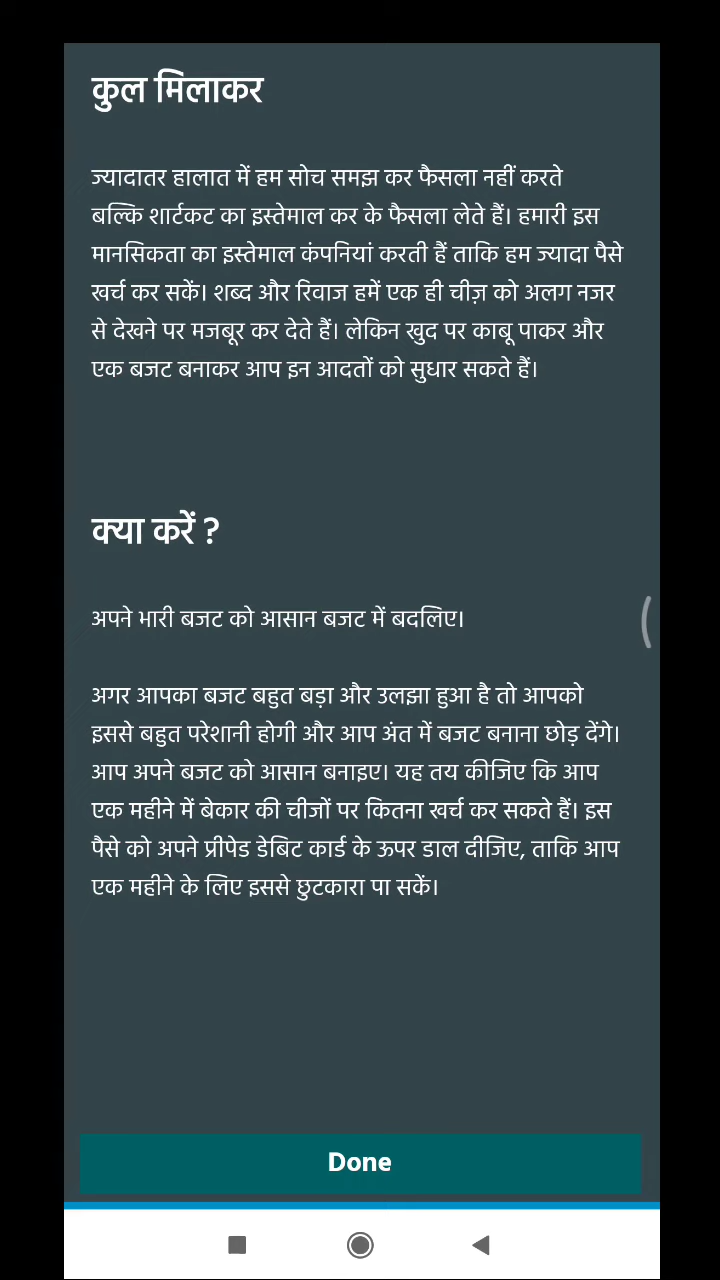 कुल मिलाकर
ज्यादातर हालात में हम सोच समझ कर फैसला नहीं करते
बल्कि शार्टकट का इस्तेमाल कर के फैसला लेते हैं। हमारी इस
मानसिकता का इस्तेमाल कंपनियां करती हैं ताकि हम ज्यादा पैसे
खर्च कर सकें। शब्द और रिवाज हमें एक ही चीज़ को अलग नजर
से देखने पर मजबूर कर देते हैं। लेकिन खुद पर काबू पाकर और
एक बजट बनाकर आप इन आदतों को सुधार सकते हैं।
क्या करें ?
अपने भारी बजट को आसान बजट में बदलिए।
अगर आपका बजट बहुत बड़ा और उलझा हुआ है तो आपको
इससे बहुत परेशानी होगी और आप अंत में बजट बनाना छोड़ देंगे।
आप अपने बजट को आसान बनाइए। यह तय कीजिए कि आप
एक महीने में बेकार की चीजों पर कितना खर्च कर सकते हैं। इस
पैसे को अपने प्रीपेड डेबिट कार्ड के ऊपर डाल दीजिए, ताकि आप
एक महीने के लिए इससे छुटकारा पा सकें।
Done